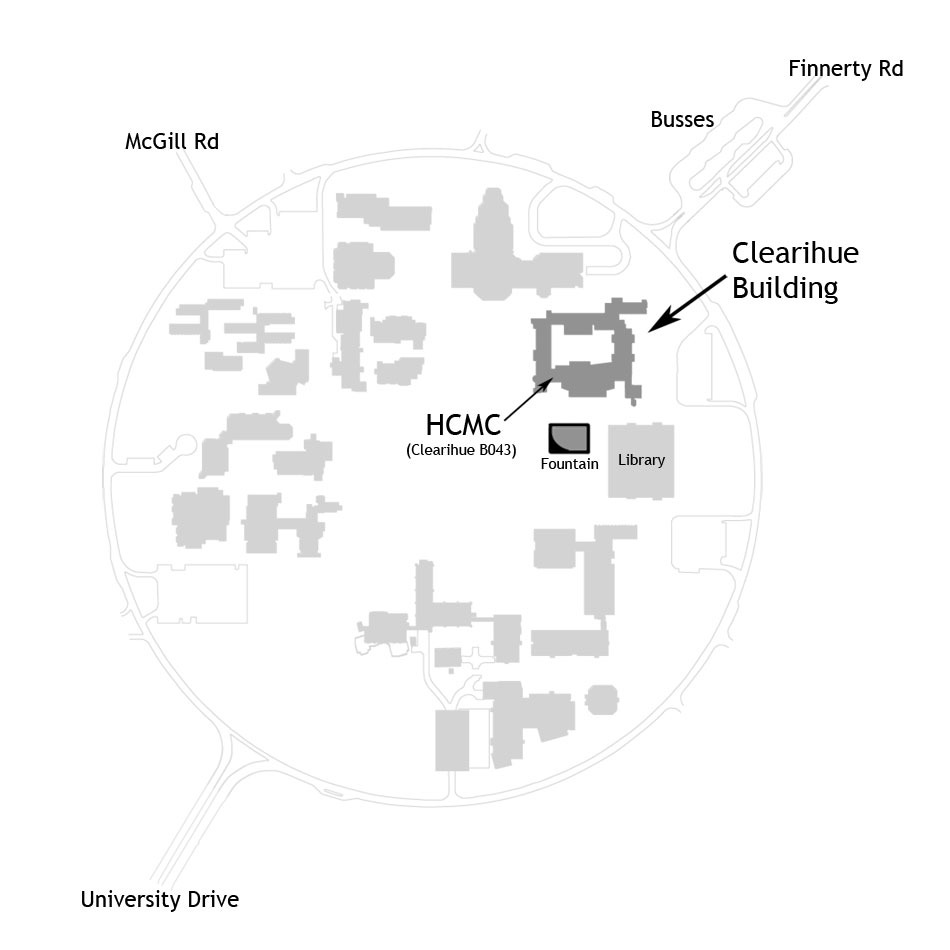 Finnerty Rd
Busses
McGill Rd
Clearihue
Building
HCMC
(Clearihue B043)
Fountain
Library
University Drive